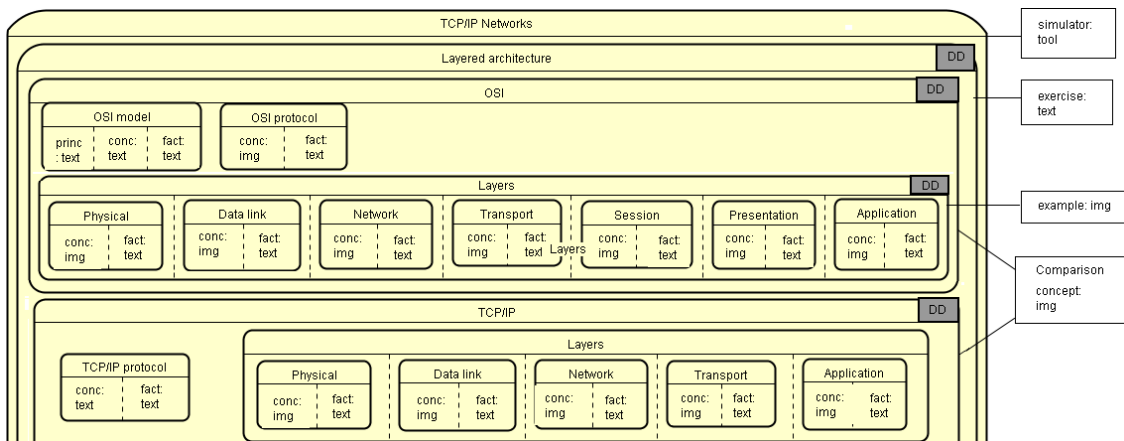 TCP/IP Networks
simulator:
tool
Layered architecture
DD
OSI
DD
exercise:
text
OSI model
OSI protocol
princ
: text
conc:
text
fact:
text
conc:
img
fact:
text
Layers
DD
example: img
Physical
Data link
Network
Transport
Session
Presentation
Application
conc:
img
fact:
text
conc:
img
fact:
text
conc:
img
fact:
text
conc:
img
fact:
text
conc:
img
fact:
text
conc:
img
fact:
text
conc:
img
fact:
text
Layers
Comparison
concept:
img
TCP/IP
DD
Layers
TCP/IP protocol
conc:
text
fact:
text
Physical
Data link
Network
Transport
Application
conc:
img
fact:
text
conc:
img
fact:
text
conc:
img
fact:
text
conc:
img
fact:
text
conc:
img
fact:
text